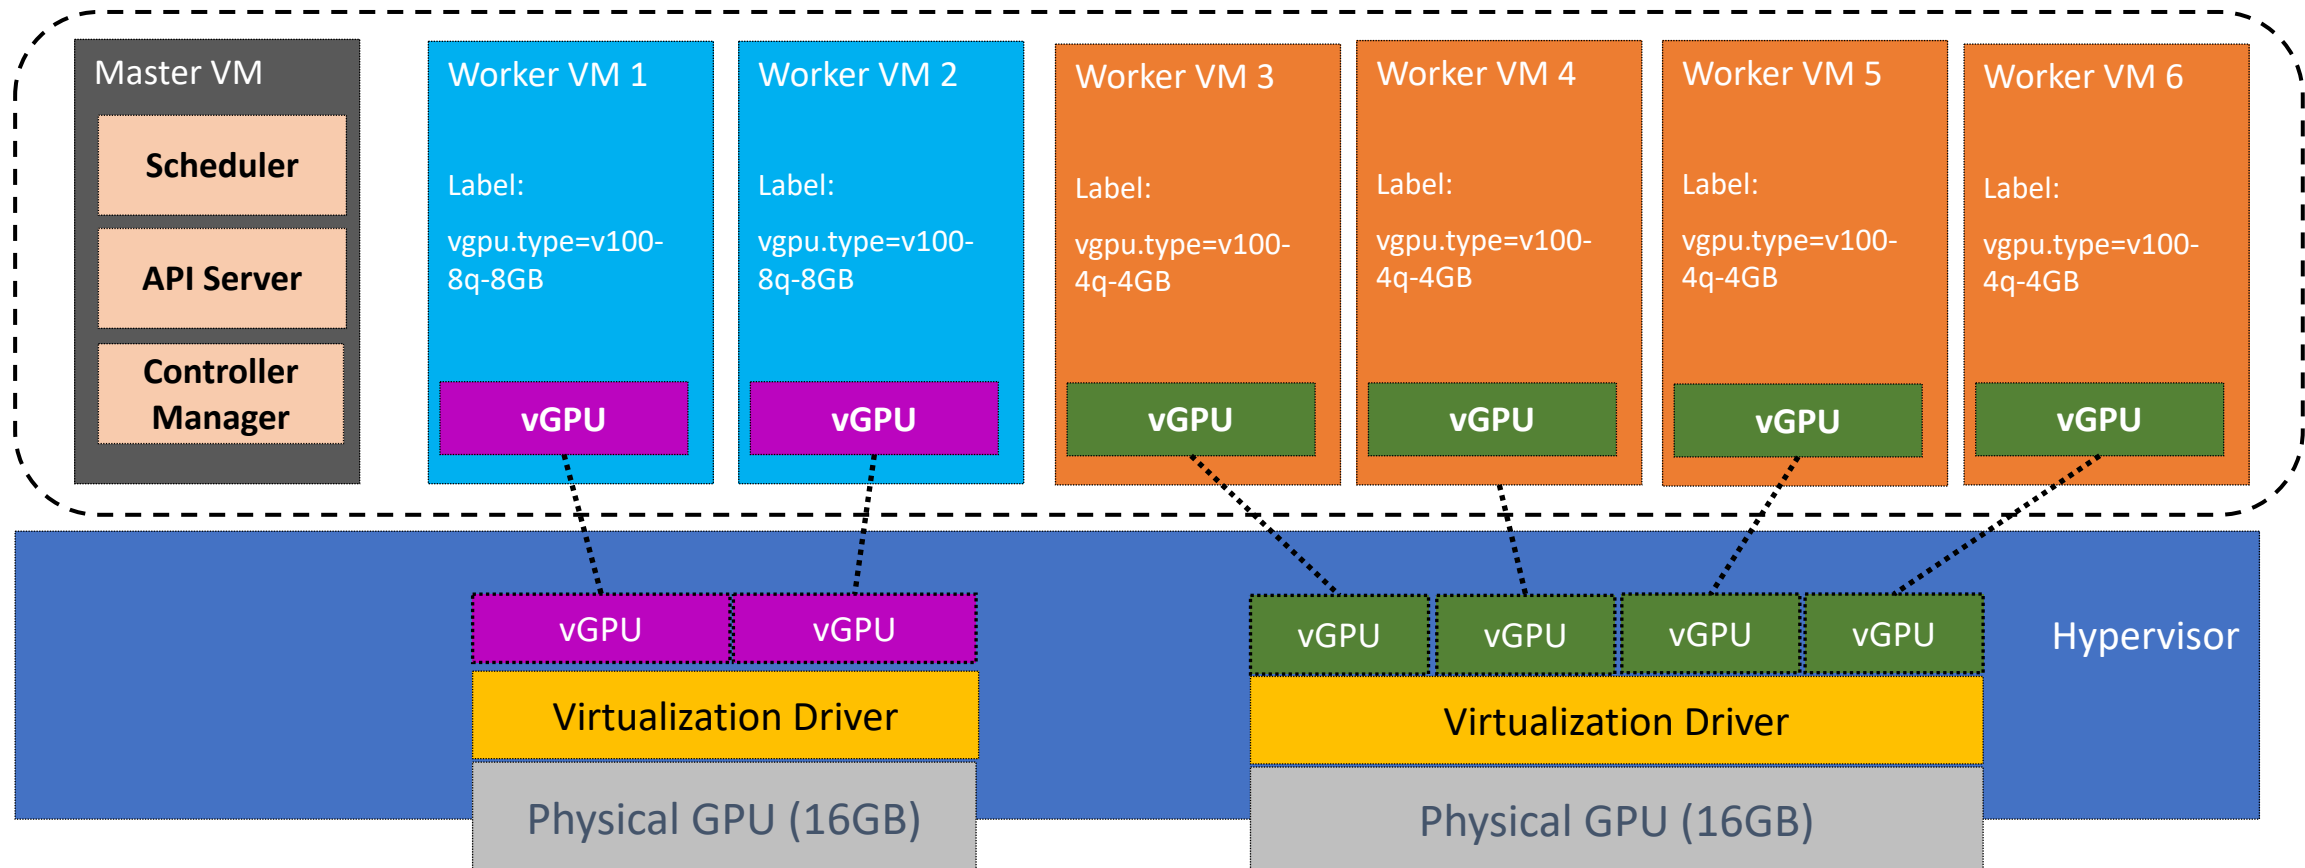 Master VM
Scheduler
API Server
Controller
Manager
Worker VM 1
Label:
vgpu.type=v100-
8q-8GB
vGPU
Worker VM 2
Label:
vgpu.type=v100-
8q-8GB
vGPU
Worker VM 3
Label:
vgpu.type=v100-
4q-4GB
vGPU
Worker VM 4
Label:
vgpu.type=v100-
4q-4GB
vGPU
Worker VM 5
Label:
vgpu.type=v100-
4q-4GB
vGPU
Worker VM 6
Label:
vgpu.type=v100-
4q-4GB
vGPU
vGPU
vGPU
Virtualization Driver
Physical GPU (16GB)
vGPU
vGPU
vGPU
vGPU
Virtualization Driver
Physical GPU (16GB)
Hypervisor